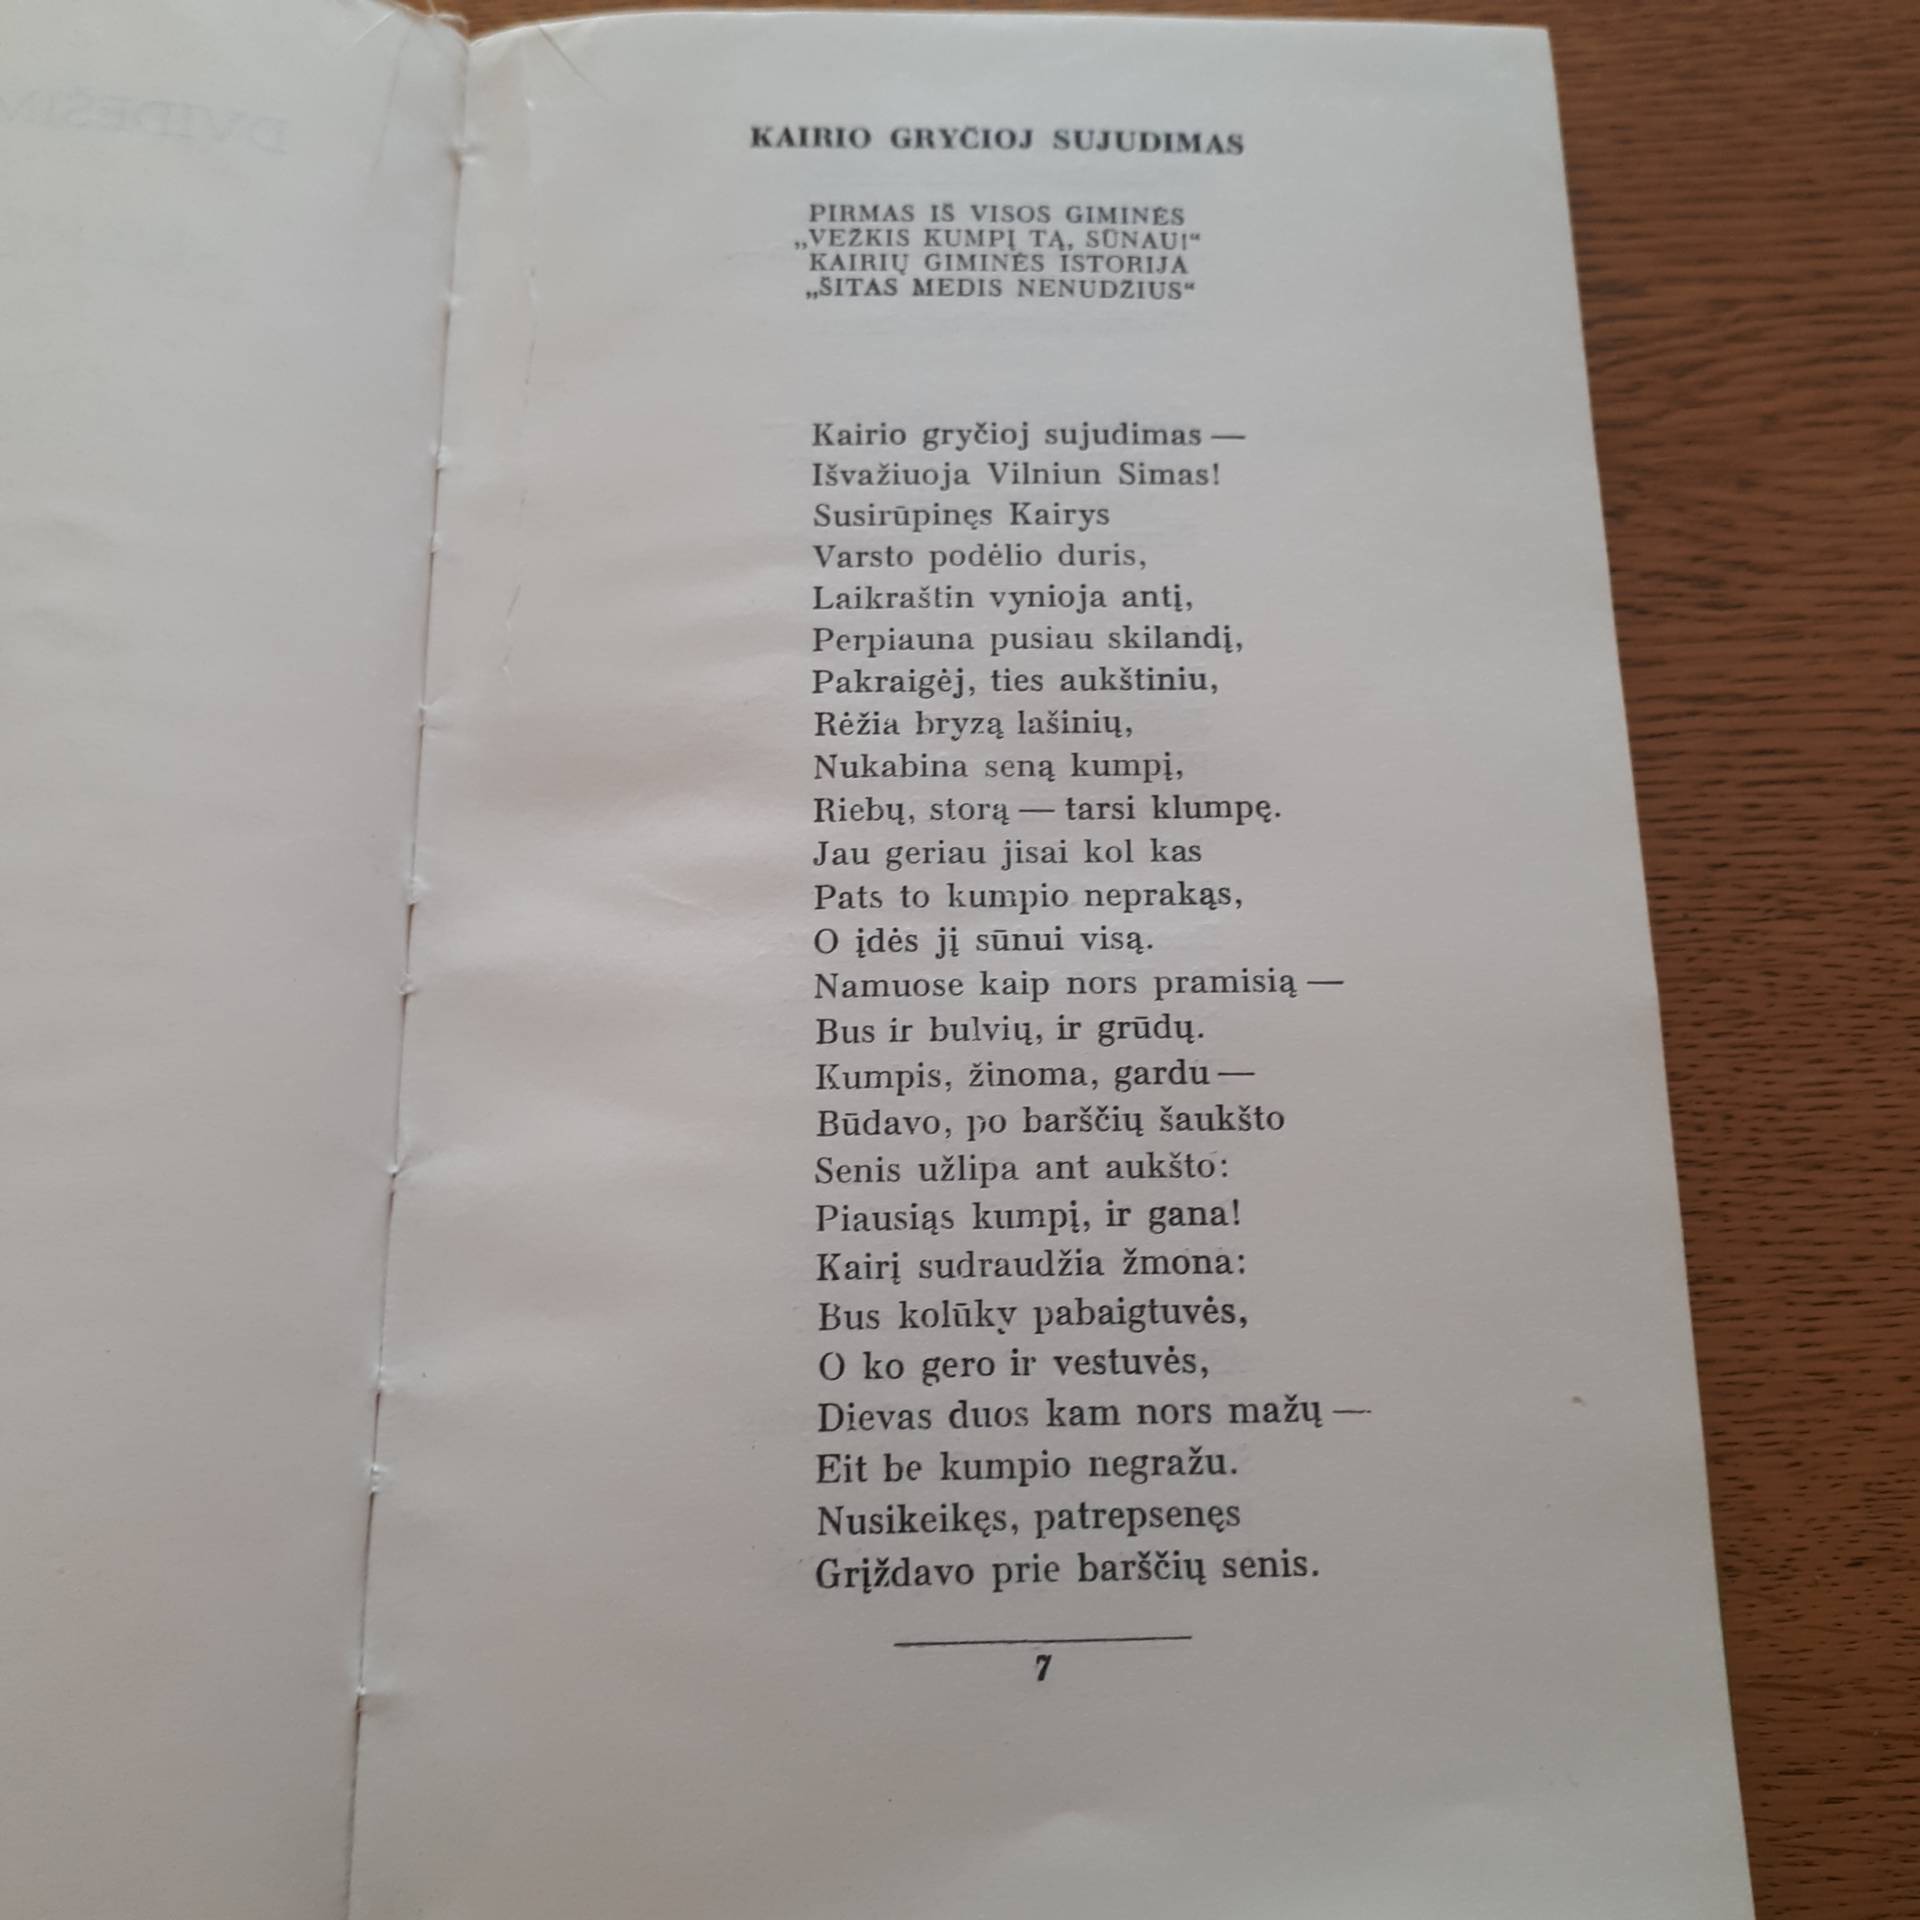 KAIRIO GRYČIOJ SUJUDIMAS
PIRMAS IŠ VISOS GIMINĖS
„VEŽKIS KUMPĮ TĄ, SŪNAU!“
KAIRIŲ GIMINĖS ISTORIJA
„ŠITAS MEDIS NENUDŽIUS“
Kairio gryčioj sujudimas —
Išvažiuoja Vilniun Simas!
Susirūpinęs Kairys
Varsto podėlio duris,
Laikraštin vynioja antį,
Perpiauna pusiau skilandį,
Pakraigėj, ties aukštiniu,
Rėžia bryzą lašinių,
Nukabina seną kumpį,
Riebų, storą — tarsi klumpę.
Jau geriau jisai kol kas
Pats to kumpio neprakąs,
O įdės jį sūnui visą.
Namuose kaip nors pramisią —
Bus ir bulvių, ir grūdų.
Kumpis, žinoma, gardu —
Būdavo, po barščių šaukšto
Senis užlipa ant aukšto:
Piausiąs kumpį, ir gana!
Kairį sudraudžia žmona:
Bus kolūky pabaigtuvės,
O ko gero ir vestuvės,
Dievas duos kam nors mažų —
Eit be kumpio negražu.
Nusikeikęs, patrepsenęs
Grįždavo prie barščių senis.
7